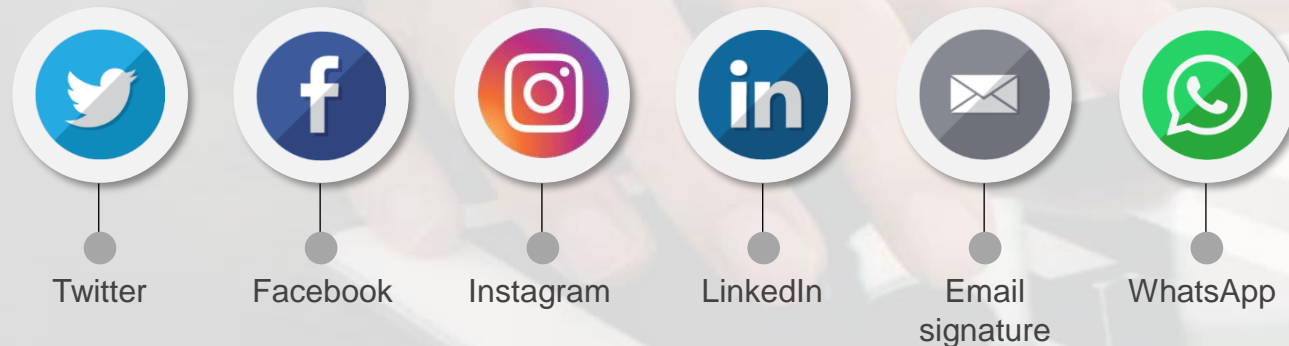 Twitter
Facebook
Instagram
LinkedIn
Email
signature
WhatsApp